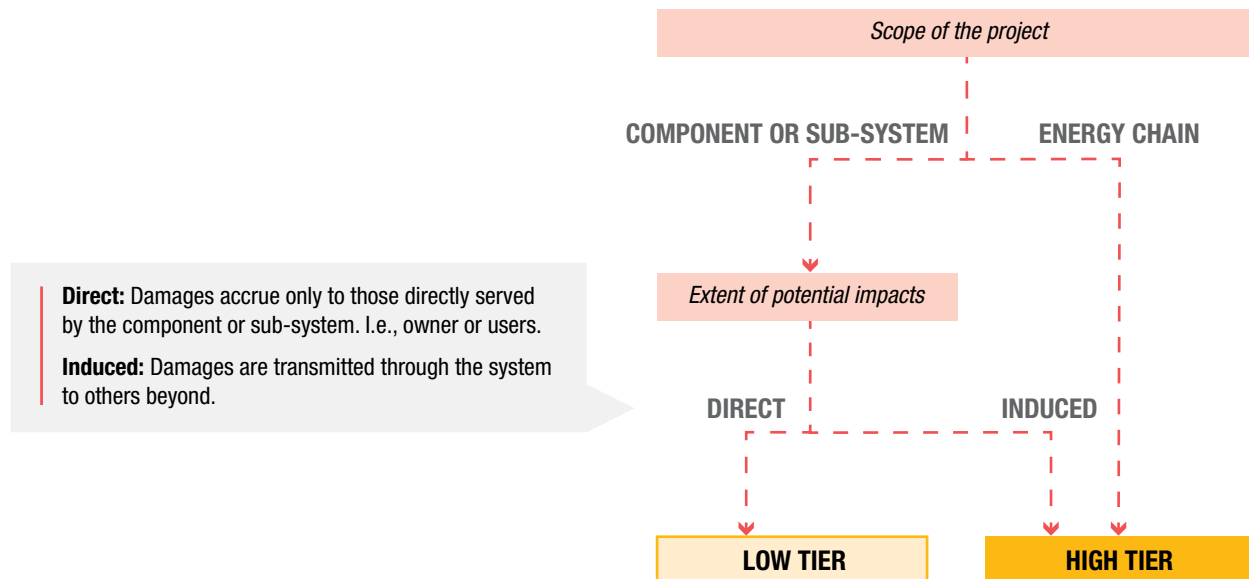 Scope of the project
COMPONENT OR SUB-SYSTEM
ENERGY CHAIN
Direct: Damages accrue only to those directly served
by the component or sub-system. I.e., owner or users.
Induced: Damages are transmitted through the system
to others beyond.
Extent of potential impacts
DIRECT
INDUCED
LOW TIER
HIGH TIER